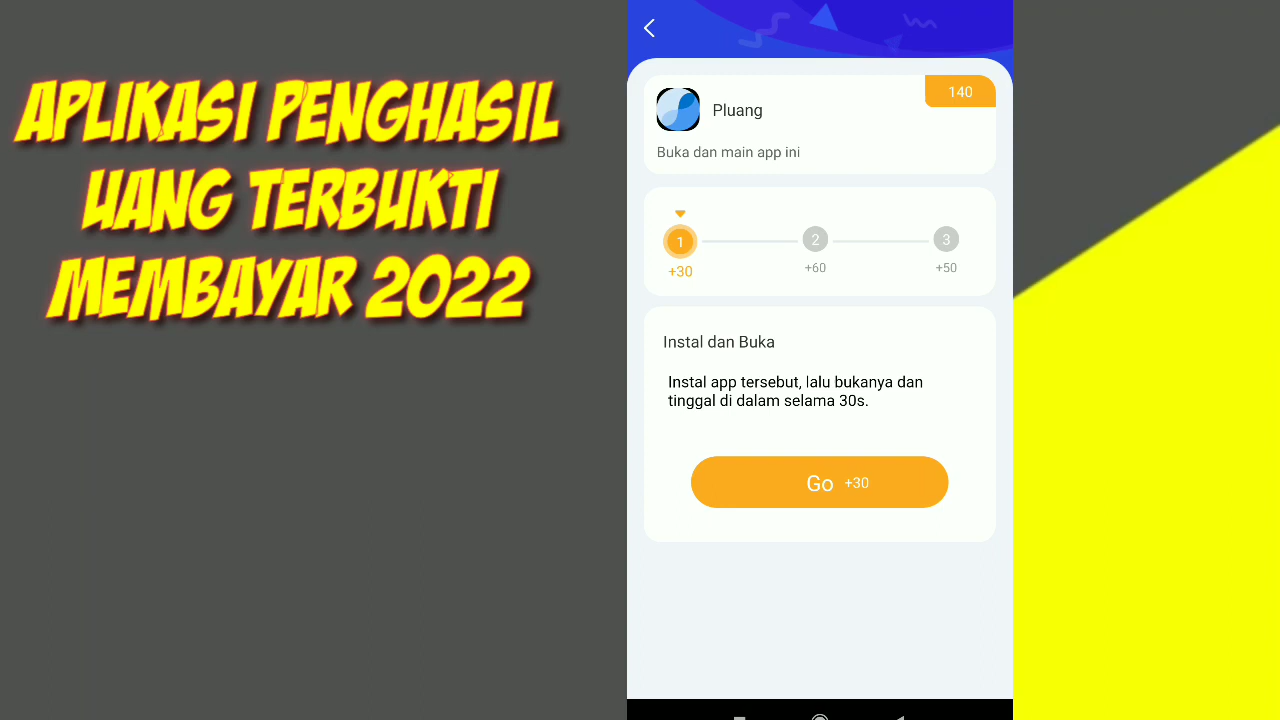 APLIKASI PENGHASIL
UANG TERBUKTI
MEMBAYAR 2022
140
Pluang
Buka dan main app ini
1
2
3
+30
+60
+50
Instal dan Buka
Instal app tersebut, lalu bukanya dan
tinggal di dalam selama 30s.
Go +30